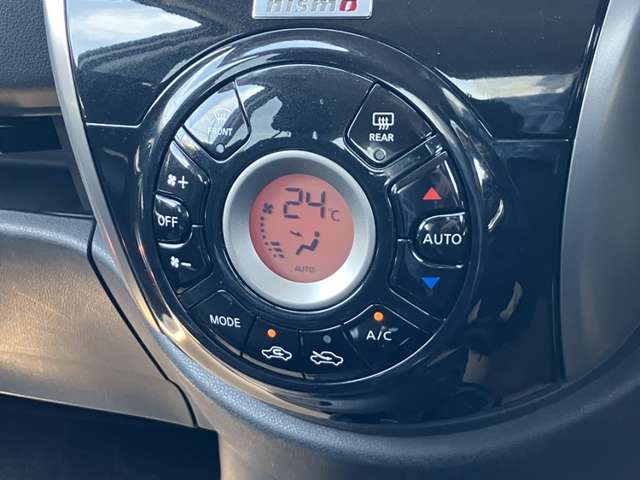 nismo
FRONT
REAR
+
OFF
−
24°C
AUTO
AUTO
MODE
A/C